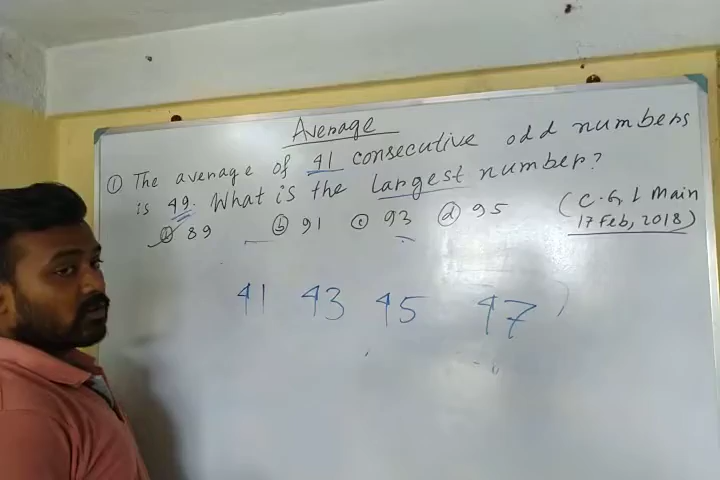 Average
① The average of 41 consecutive odd numbers
is 49. What is the largest number?
ⓐ 89 ⓑ 91 ⓒ 93 ⓓ 95 (C.G.L Main
17 Feb, 2018)
41 43 45 47